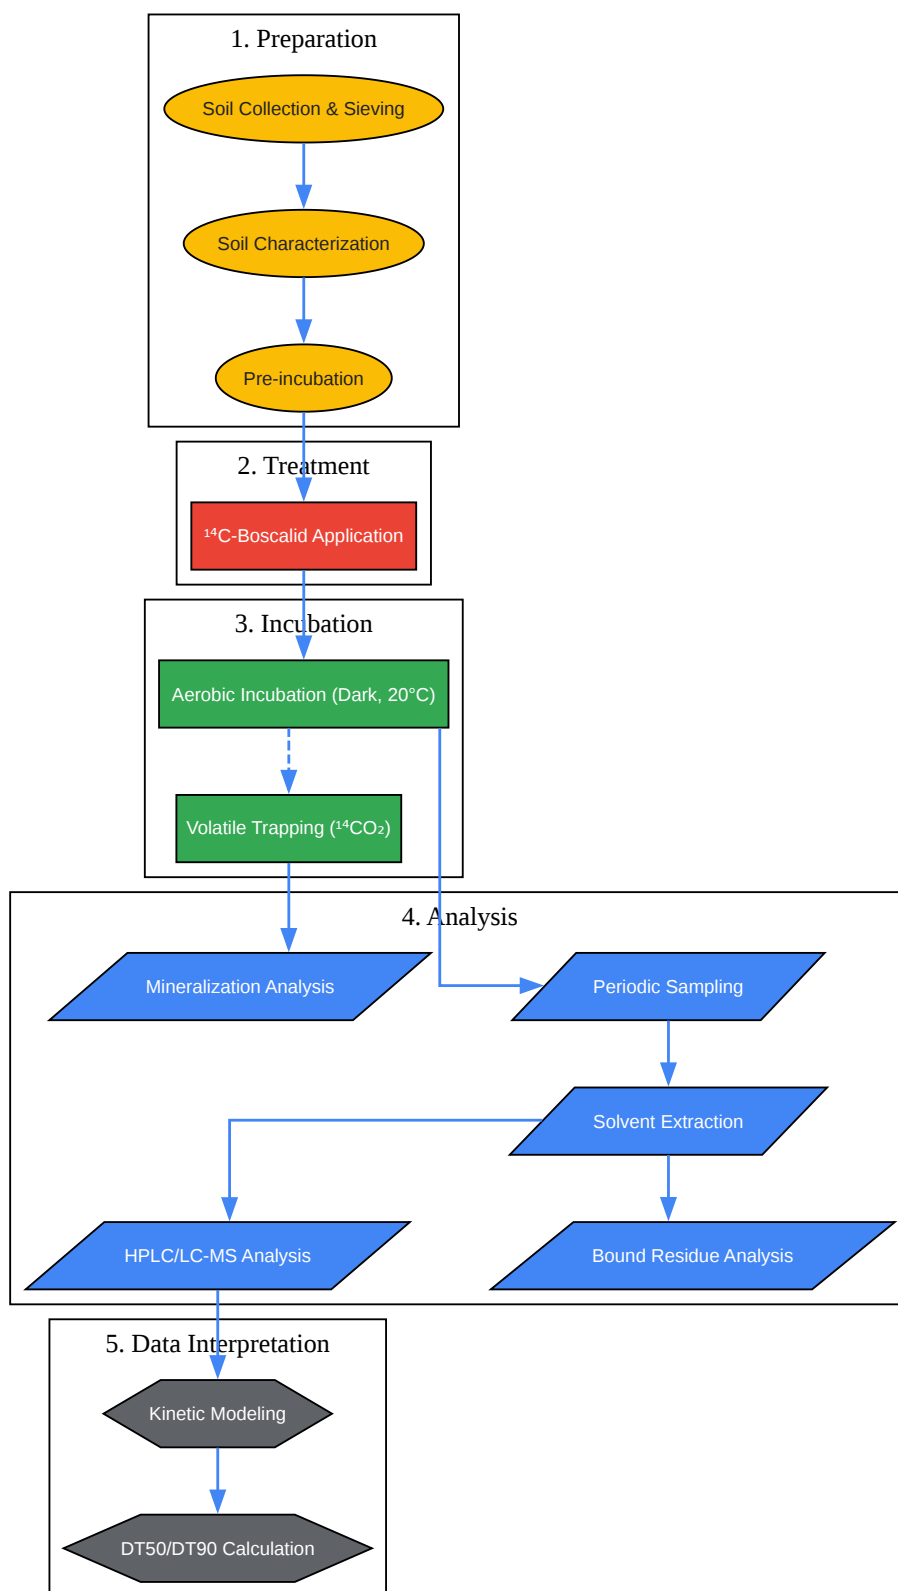 1. Preparation
Soil Collection & Sieving
Soil Characterization
Pre-incubation
2. Treatment
¹⁴C-Boscalid Application
3. Incubation
Aerobic Incubation (Dark, 20°C)
Volatile Trapping (¹⁴CO₂)
4. Analysis
Mineralization Analysis
Periodic Sampling
Solvent Extraction
HPLC/LC-MS Analysis
Bound Residue Analysis
5. Data Interpretation
Kinetic Modeling
DT50/DT90 Calculation